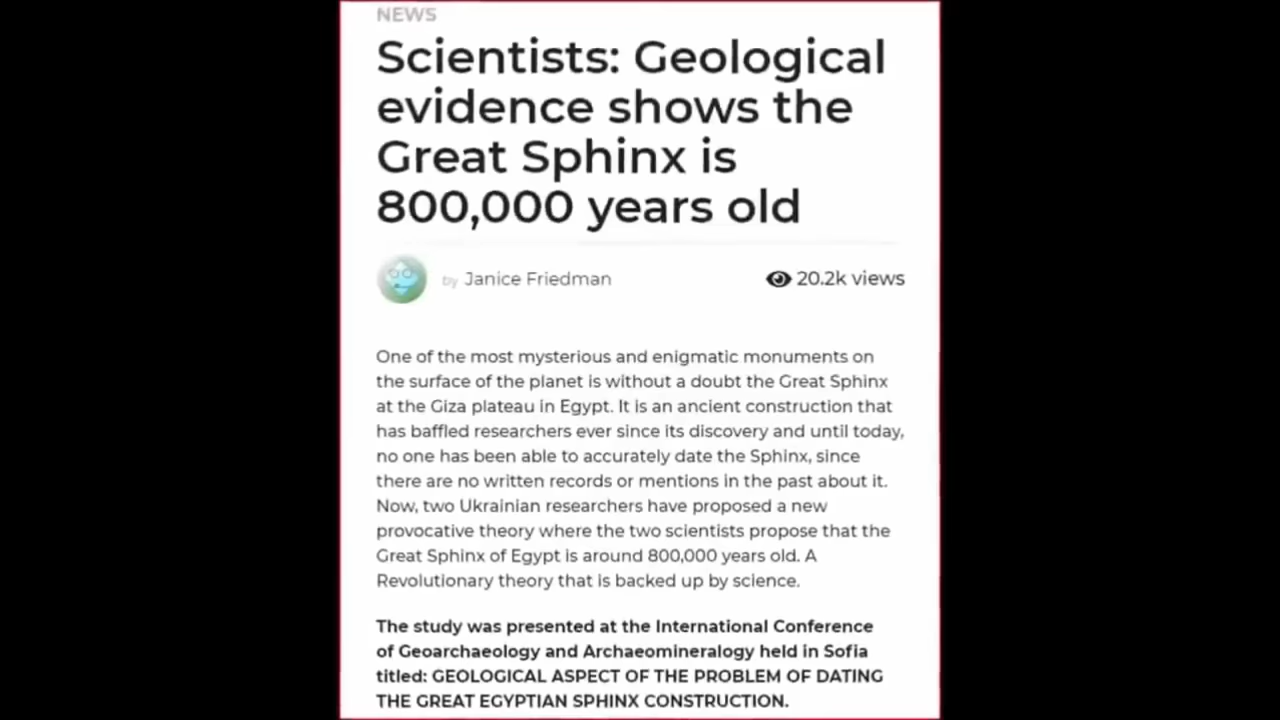 NEWS
Scientists: Geological
evidence shows the
Great Sphinx is
800,000 years old
by Janice Friedman
20.2k views
One of the most mysterious and enigmatic monuments on
the surface of the planet is without a doubt the Great Sphinx
at the Giza plateau in Egypt. It is an ancient construction that
has baffled researchers ever since its discovery and until today,
no one has been able to accurately date the Sphinx, since
there are no written records or mentions in the past about it.
Now, two Ukrainian researchers have proposed a new
provocative theory where the two scientists propose that the
Great Sphinx of Egypt is around 800,000 years old. A
Revolutionary theory that is backed up by science.
The study was presented at the International Conference
of Geoarchaeology and Archaeomineralogy held in Sofia
titled: GEOLOGICAL ASPECT OF THE PROBLEM OF DATING
THE GREAT EGYPTIAN SPHINX CONSTRUCTION.